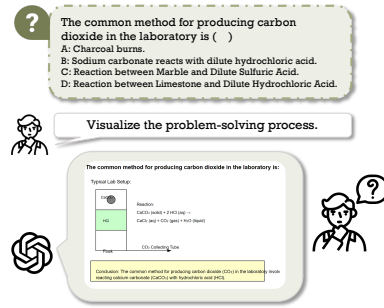 ?
The common method for producing carbon
dioxide in the laboratory is (    )
A: Charcoal burns.
B: Sodium carbonate reacts with dilute hydrochloric acid.
C: Reaction between Marble and Dilute Sulfuric Acid.
D: Reaction between Limestone and Dilute Hydrochloric Acid.
Visualize the problem-solving process.
The common method for producing carbon dioxide in the laboratory is:
Typical Lab Setup:
Reaction:
CaCO₃ (solid) + 2 HCl (aq) →
HCl
CaCl₂ (aq) + CO₂ (gas) + H₂O (liquid)
CO₂ Collecting Tube
Flask
Conclusion: The common method for producing carbon dioxide (CO₂) in the laboratory involve
reacting calcium carbonate (CaCO₃) with hydrochloric acid (HCl).
?